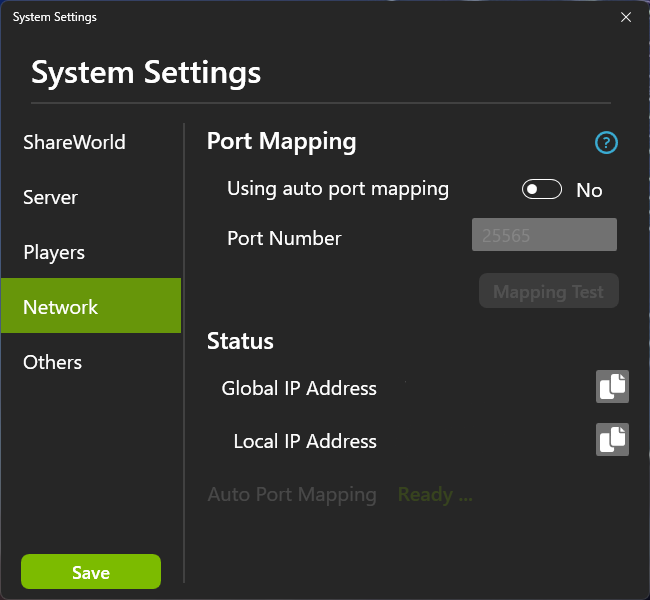 System Settings
System Settings
ShareWorld
Server
Players
Network
Others
Save
Port Mapping
?
Using auto port mapping
No
Port Number
25565
Mapping Test
Status
Global IP Address
Local IP Address
Auto Port Mapping
Ready ...